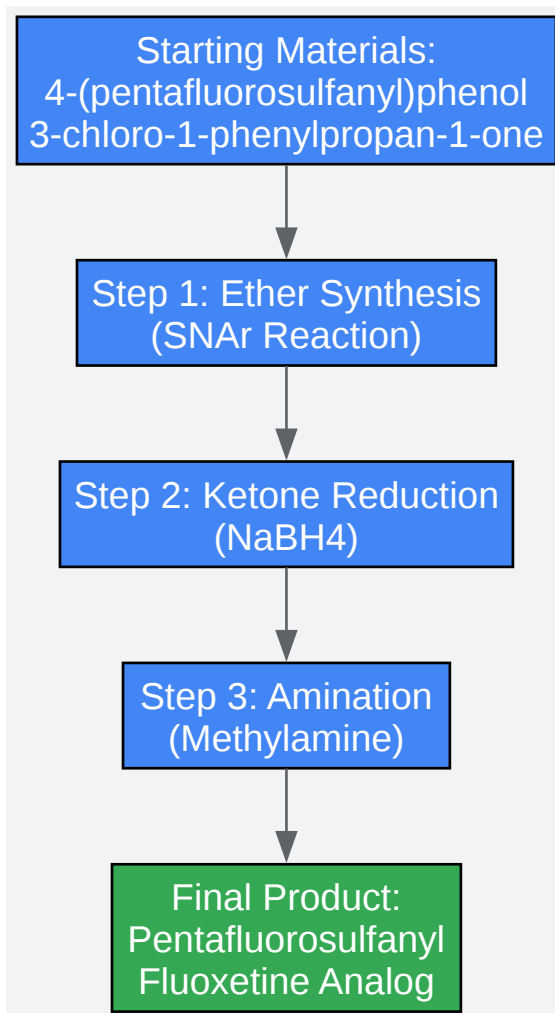 Starting Materials:
4-(pentafluorosulfanyl)phenol
3-chloro-1-phenylpropan-1-one
Step 1: Ether Synthesis
(SNAr Reaction)
Step 2: Ketone Reduction
(NaBH4)
Step 3: Amination
(Methylamine)
Final Product:
Pentafluorosulfanyl
Fluoxetine Analog